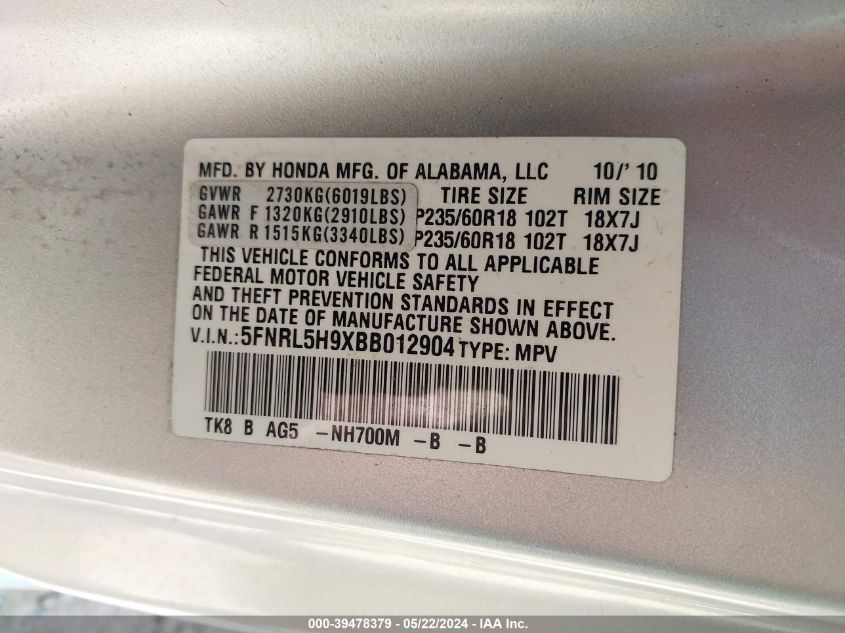 MFD. BY HONDA MFG. OF ALABAMA, LLC 10/'10
GVWR 2730KG(6019LBS) TIRE SIZE RIM SIZE
GAWR F 1320KG(2910LBS) P235/60R18 102T 18X7J
GAWR R 1515KG(3340LBS) P235/60R18 102T 18X7J
THIS VEHICLE CONFORMS TO ALL APPLICABLE
FEDERAL MOTOR VEHICLE SAFETY
AND THEFT PREVENTION STANDARDS IN EFFECT
ON THE DATE OF MANUFACTURE SHOWN ABOVE.
V.I.N.:5FNRL5H9XBB012904 TYPE: MPV
TK8 B AG5 -NH700M -B -B
000-39478379 - 05/22/2024 - IAA Inc.